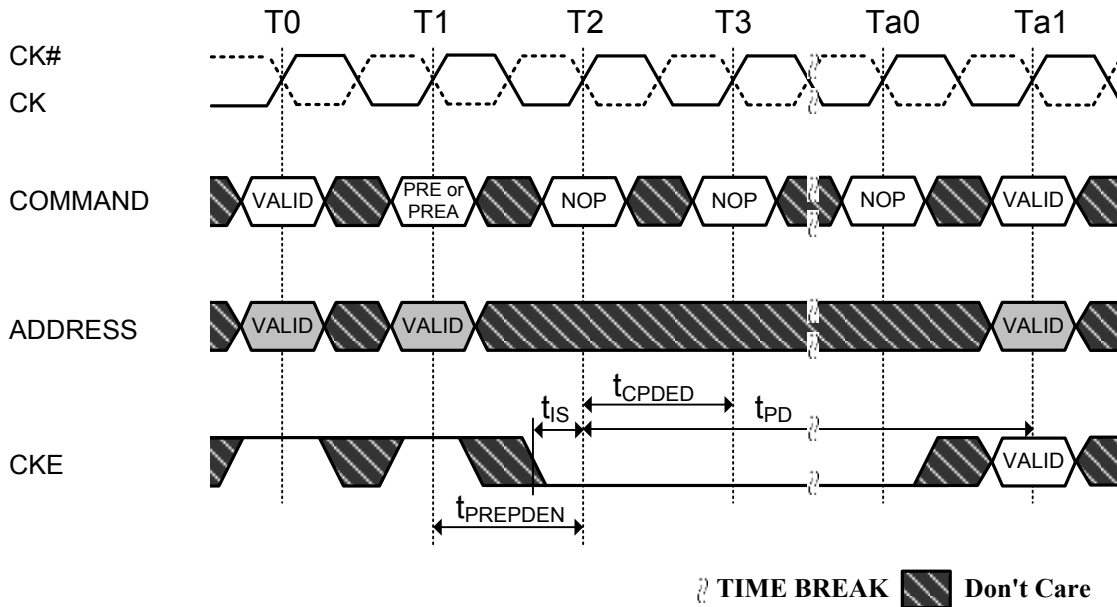 T0 T1 T2 T3 Ta0 Ta1
CK#
CK
COMMAND VALID PRE or PREA NOP NOP NOP VALID
ADDRESS VALID VALID VALID
tIS tCPDED tPD
CKE VALID
tPREPDEN
TIME BREAK Don't Care